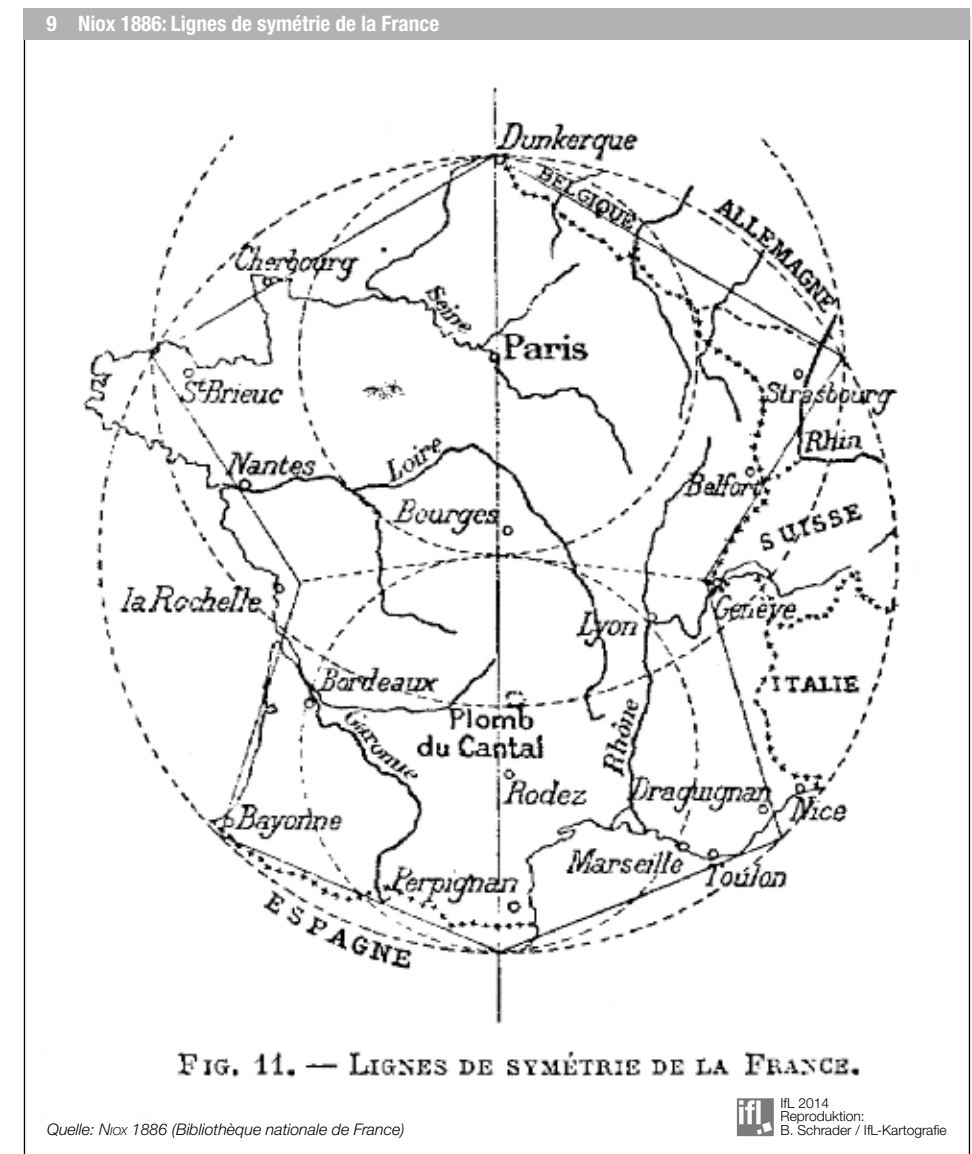 9 Niox 1886: Lignes de symétrie de la France
Dunkerque
BELGIQUE
ALLEMAGNE
Cherbourg
Seine
Paris
St Brieuc
Strasbourg
Rhin
Nantes
Loire
Belfort
Bourges
SUISSE
la Rochelle
Genève
Lyon
Bordeaux
ITALIE
Garonne
Plomb
du Cantal
Rhône
Rodez
Draguignan
Nice
Bayonne
Marseille
Toulon
Perpignan
ESPAGNE
FIG. 11. — LIGNES DE SYMÉTRIE DE LA FRANCE.
Quelle: NIOX 1886 (Bibliothèque nationale de France)
ifl
IfL 2014
Reproduktion:
B. Schrader / IfL-Kartografie